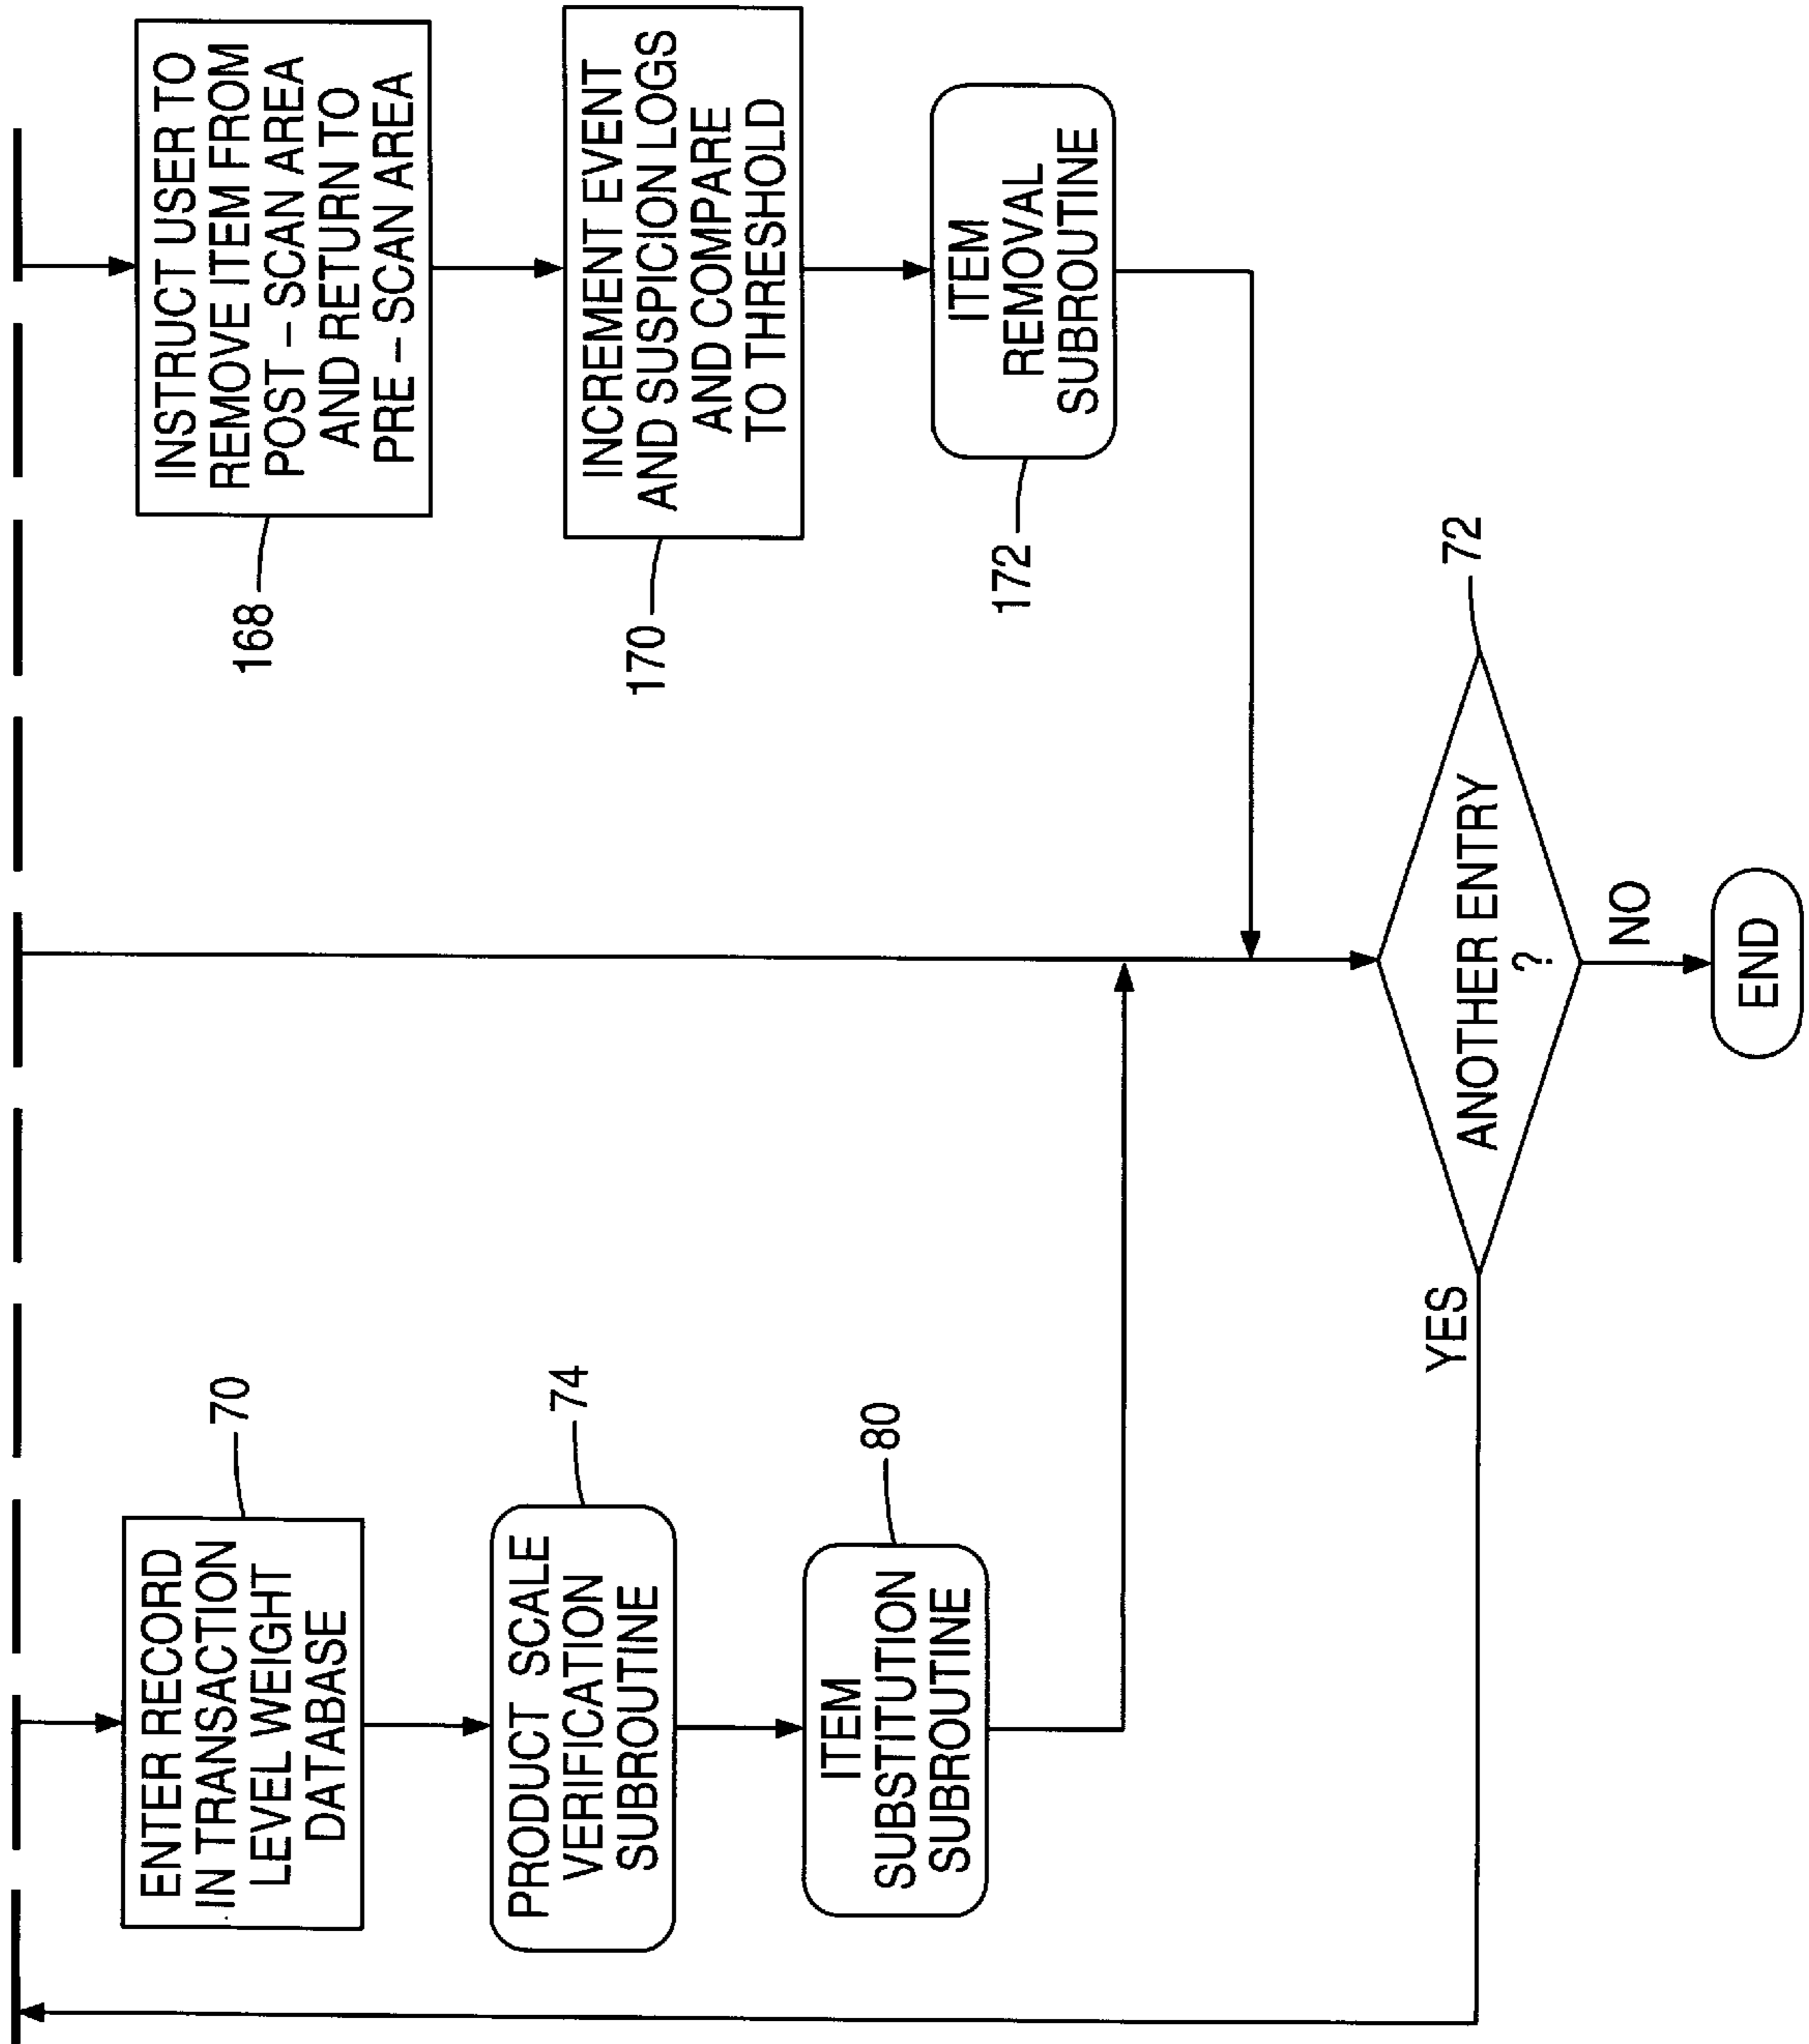 ENTER RECORD
IN TRANSACTION
LEVEL WEIGHT
DATABASE
70
PRODUCT SCALE
VERIFICATION
SUBROUTINE
74
ITEM
SUBSTITUTION
SUBROUTINE
80
INSTRUCT USER TO
REMOVE ITEM FROM
POST – SCAN AREA
AND RETURN TO
PRE – SCAN AREA
168
INCREMENT EVENT
AND SUSPICION LOGS
AND COMPARE
TO THRESHOLD
170
ITEM
REMOVAL
SUBROUTINE
172
ANOTHER ENTRY
?
72
YES
NO
END